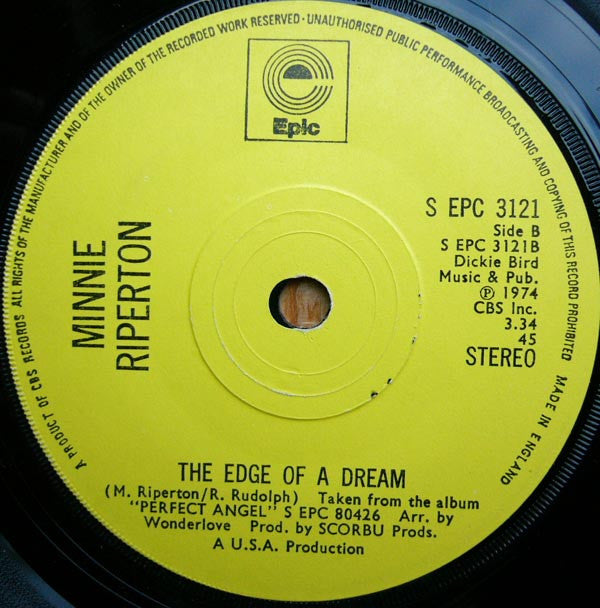 ALL RIGHTS OF THE MANUFACTURER AND OF THE OWNER OF THE RECORDED WORK RESERVED · UNAUTHORISED PUBLIC PERFORMANCE BROADCASTING AND COPYING OF THIS RECORD PROHIBITED
Epic
MINNIE
RIPERTON
S EPC 3121
Side B
S EPC 3121B
Dickie Bird
Music & Pub.
℗ 1974
CBS Inc.
3.34
45
STEREO
THE EDGE OF A DREAM
(M. Riperton/R. Rudolph) Taken from the album
"PERFECT ANGEL" S EPC 80426 Arr. by
Wonderlove Prod. by SCORBU Prods.
A U.S.A. Production
A PRODUCT OF CBS RECORDS
MADE IN ENGLAND